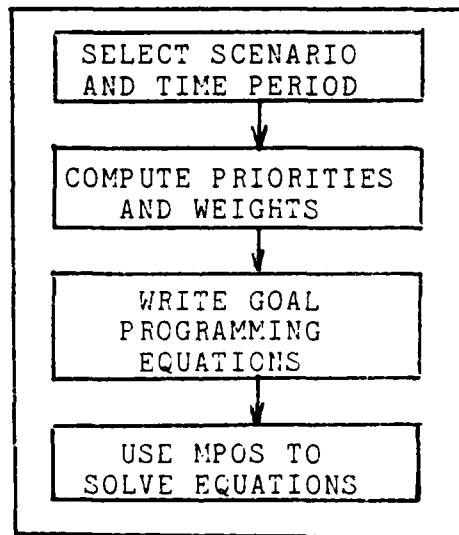 SELECT SCENARIO
AND TIME PERIOD
COMPUTE PRIORITIES
AND WEIGHTS
WRITE GOAL
PROGRAMMING
EQUATIONS
USE MPOS TO
SOLVE EQUATIONS